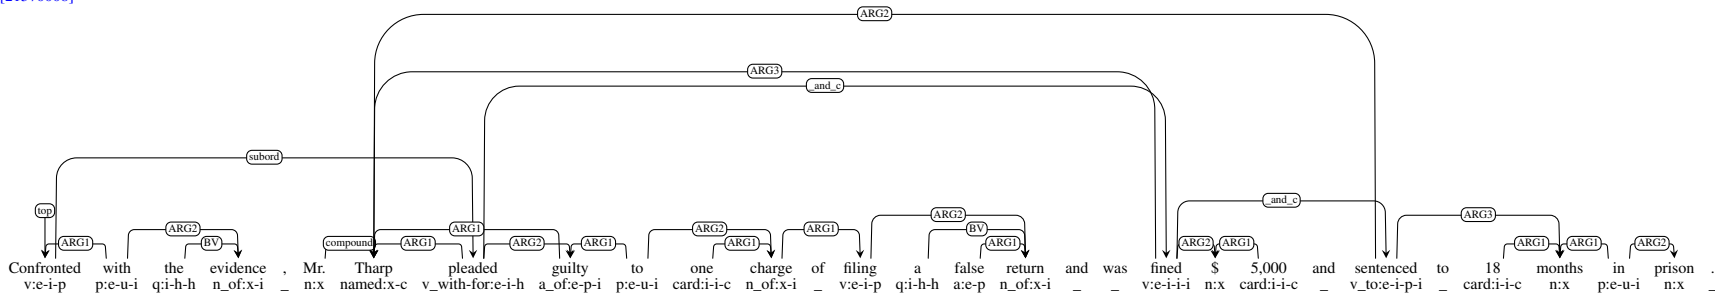 ARG2
ARG3
_and_c
subord
_and_c
top
ARG2 ARG1 ARG2 ARG1 ARG2 BV ARG3
ARG1 BV compound ARG1 ARG2 ARG1 ARG1 ARG1 ARG2 ARG1 ARG1 ARG1 ARG2
Confronted with the evidence , Mr. Tharp pleaded guilty to one charge of filing a false return and was fined $ 5,000 and sentenced to 18 months in prison .
v:e-i-p p:e-u-i q:i-h-h n_of:x-i _ n:x named:x-c v_with-for:e-i-h a_of:e-p-i p:e-u-i card:i-i-c n_of:x-i _ v:e-i-p q:i-h-h a:e-p n_of:x-i _ _ v:e-i-i-i n:x card:i-i-c _ v_to:e-i-p-i _ card:i-i-c n:x p:e-u-i n:x _